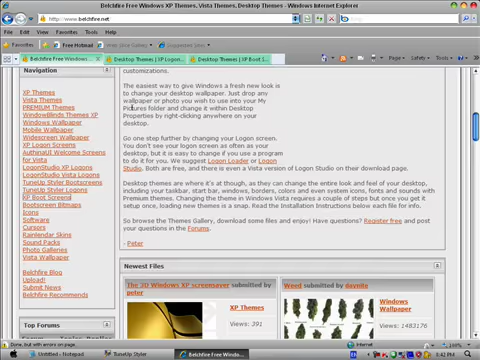 Belchfire Free Windows XP Themes, Vista Themes, Desktop Themes - Windows Internet Explorer
http://www.belchfire.net
bing
File Edit View Favorites Tools Help
Favorites Free Hotmail Web Slice Gallery Suggested Sites
Belchfire Free Windows ... Desktop Themes | XP Logon... Desktop Themes | XP Boot S... Page Safety Tools
Navigation
XP Themes
Vista Themes
PREMIUM Themes
WindowBlinds Themes XP
Windows Wallpaper
Mobile Wallpaper
Widescreen Wallpaper
XP Logon Screens
AuthnaUI Welcome Screens
for Vista
LogonStudio XP Logons
LogonStudio Vista Logons
TuneUp Styler Bootscreens
TuneUp Styler Logons
XP Boot Screens
Bootscreen Bitmaps
Icons
Software
Cursors
Rainlendar Skins
Sound Packs
Photo Galleries
Vista Wallpaper
Belchfire Blog
Upload!
Submit News
Belchfire Recommends
Top Forums
customizations.
The easiest way to give Windows a fresh new look is
to change your desktop wallpaper. Just drop any
wallpaper or photo you wish to use into your My
Pictures folder and change it within Desktop
Properties by right-clicking anywhere on your
desktop.
Go one step further by changing your Logon screen.
You don't see your logon screen as often as your
desktop, but it is easy to change if you use a program
to do it for you. We suggest Logon Loader or Logon
Studio. Both are free, and there is even a Vista version of Logon Studio on the last page.
Desktop themes are where it's at though, as they can change the entire look and feel of your desktop,
including your taskbar, start bar, windows, borders, colors and even system icons, fonts and sounds with
Premium themes. Changing the theme in Windows Vista requires a couple of steps but once you get it
setup once, loading new themes is a snap. Read the Installation Instructions below each file for info.
So browse the Themes Gallery, download some files and enjoy! Have questions? Register free and post
your questions in the Forums.
- Peter
Newest Files
The 3D Windows XP screensaver submitted by
peter
XP Themes
Views: 391
Weed submitted by
Windows
Wallpaper
Views: 1483176
Done, but with errors on page.
Internet
100%
Untitled - Notepad TuneUp Styler Belchfire Free Windo...
8:42 PM